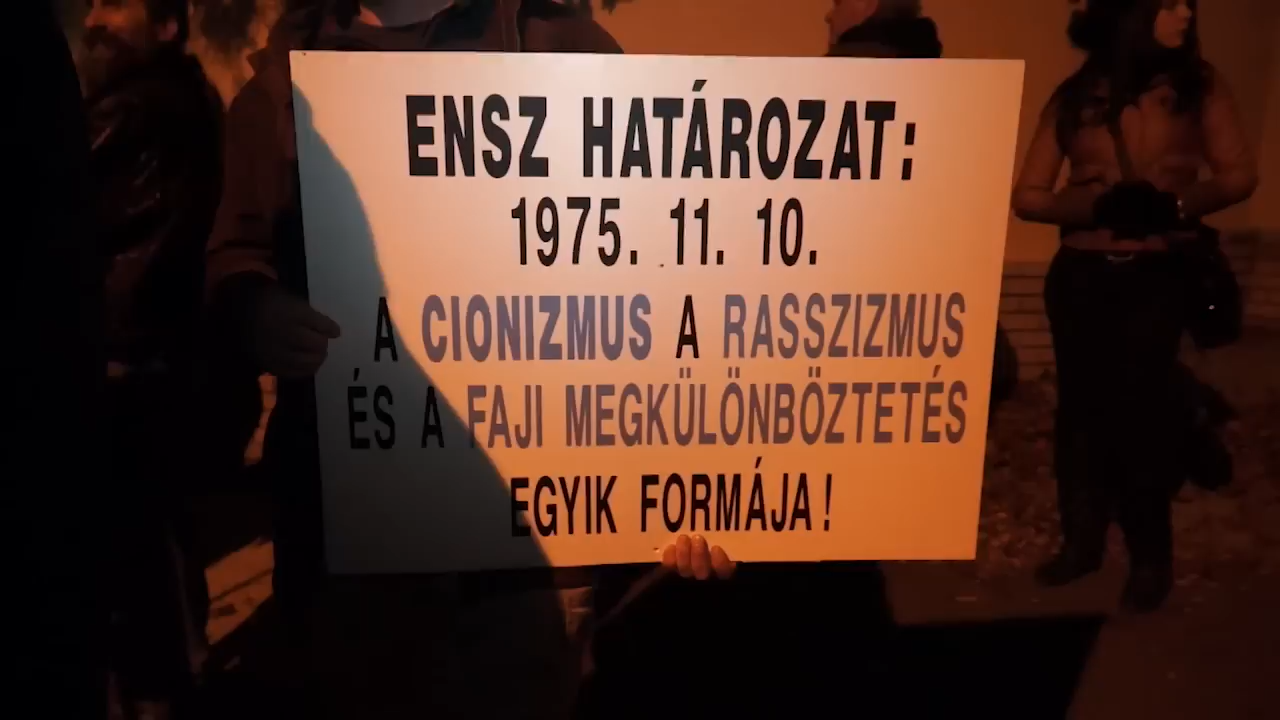 ENSZ HATÁROZAT:
1975. 11. 10.
A CIONIZMUS A RASSZIZMUS
ÉS A FAJI MEGKÜLÖNBÖZTETÉS
EGYIK FORMÁJA!